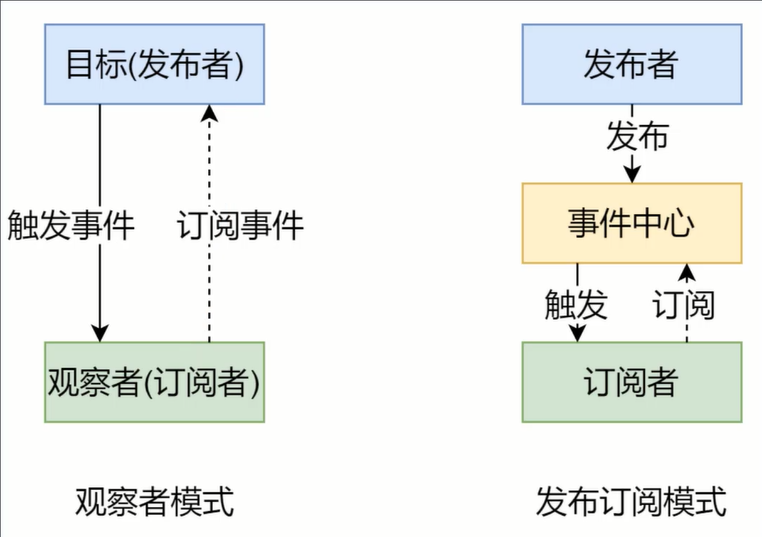 目标(发布者)
触发事件
订阅事件
观察者(订阅者)
观察者模式
发布者
发布
事件中心
触发
订阅
订阅者
发布订阅模式